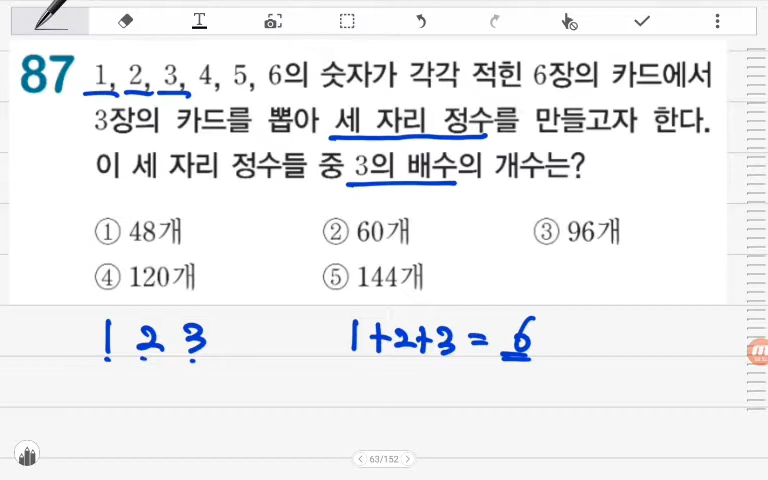 T
87 1, 2, 3, 4, 5, 6의 숫자가 각각 적힌 6장의 카드에서
3장의 카드를 뽑아 세 자리 정수를 만들고자 한다.
이 세 자리 정수들 중 3의 배수의 개수는?
① 48개 ② 60개 ③ 96개
④ 120개 ⑤ 144개
1 2 3 1+2+3 = 6
63/152